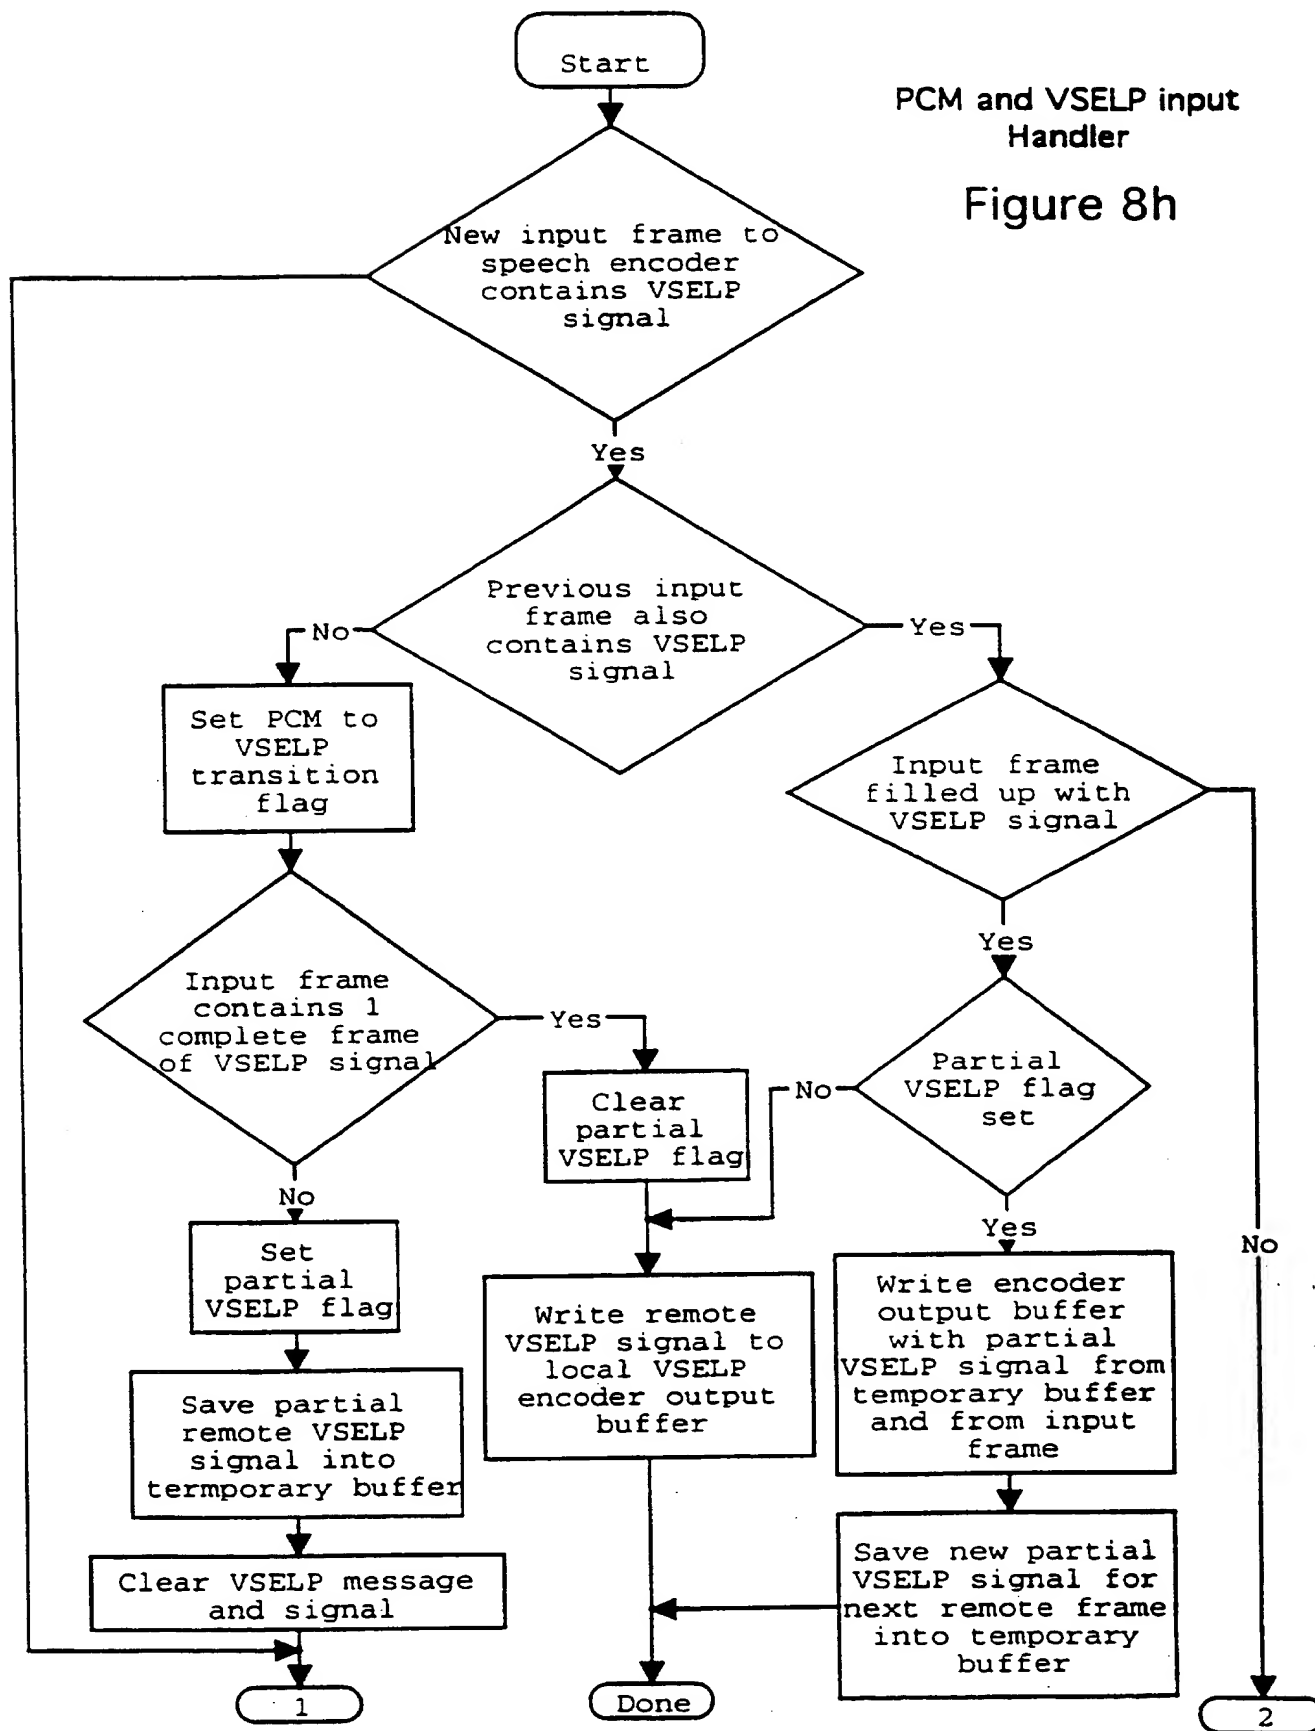 Start
PCM and VSELP input
Handler
Figure 8h
New input frame to
speech encoder
contains VSELP
signal
Yes
Previous input
frame also
contains VSELP
signal
No
Yes
Set PCM to
VSELP
transition
flag
Input frame
filled up with
VSELP signal
Yes
Input frame
contains 1
complete frame
of VSELP signal
Yes
Partial
VSELP flag
set
No
Clear
partial
VSELP flag
No
Yes
No
Set
partial
VSELP flag
Write remote
VSELP signal to
local VSELP
encoder output
buffer
Write encoder
output buffer
with partial
VSELP signal from
temporary buffer
and from input
frame
Save partial
remote VSELP
signal into
termporary buffer
Save new partial
VSELP signal for
next remote frame
into temporary
buffer
Clear VSELP message
and signal
1
Done
2